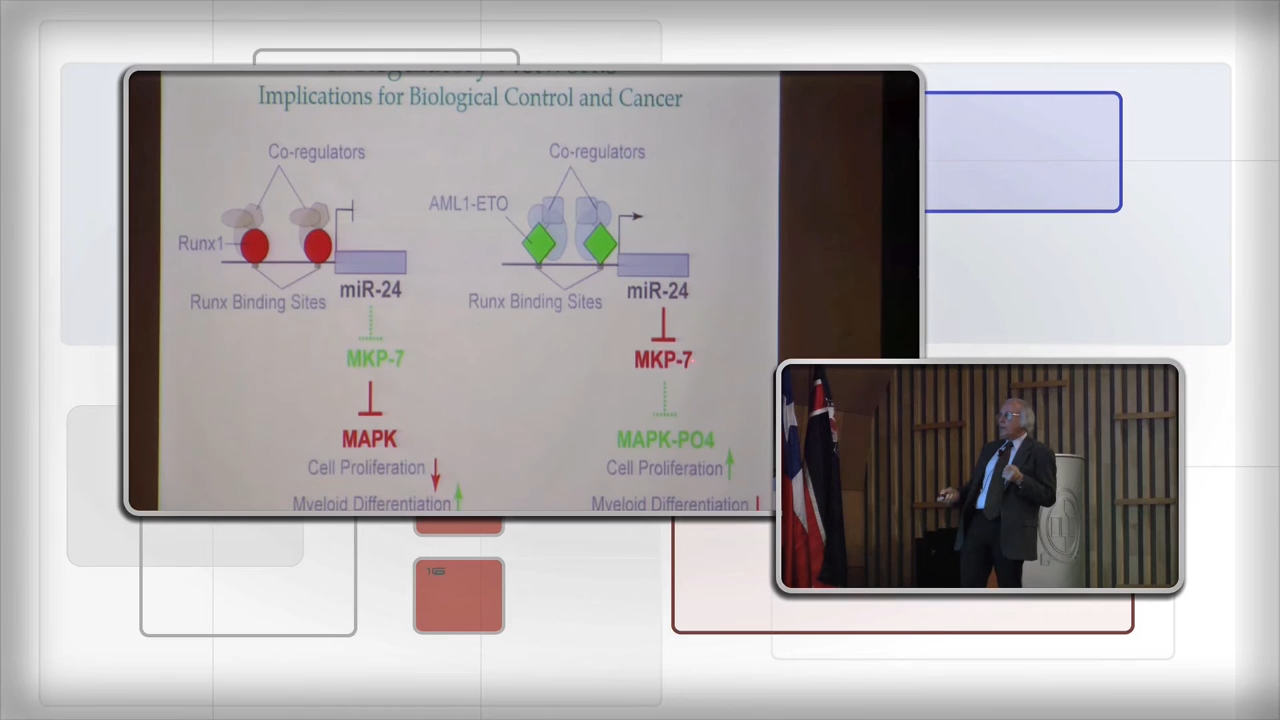 Implications for Biological Control and Cancer
Co-regulators
Runx1
Runx Binding Sites
miR-24
MKP-7
MAPK
Cell Proliferation
Myeloid Differentiation
Co-regulators
AML1-ETO
Runx Binding Sites
miR-24
MKP-7
MAPK-PO4
Cell Proliferation
Myeloid Differentiation
16